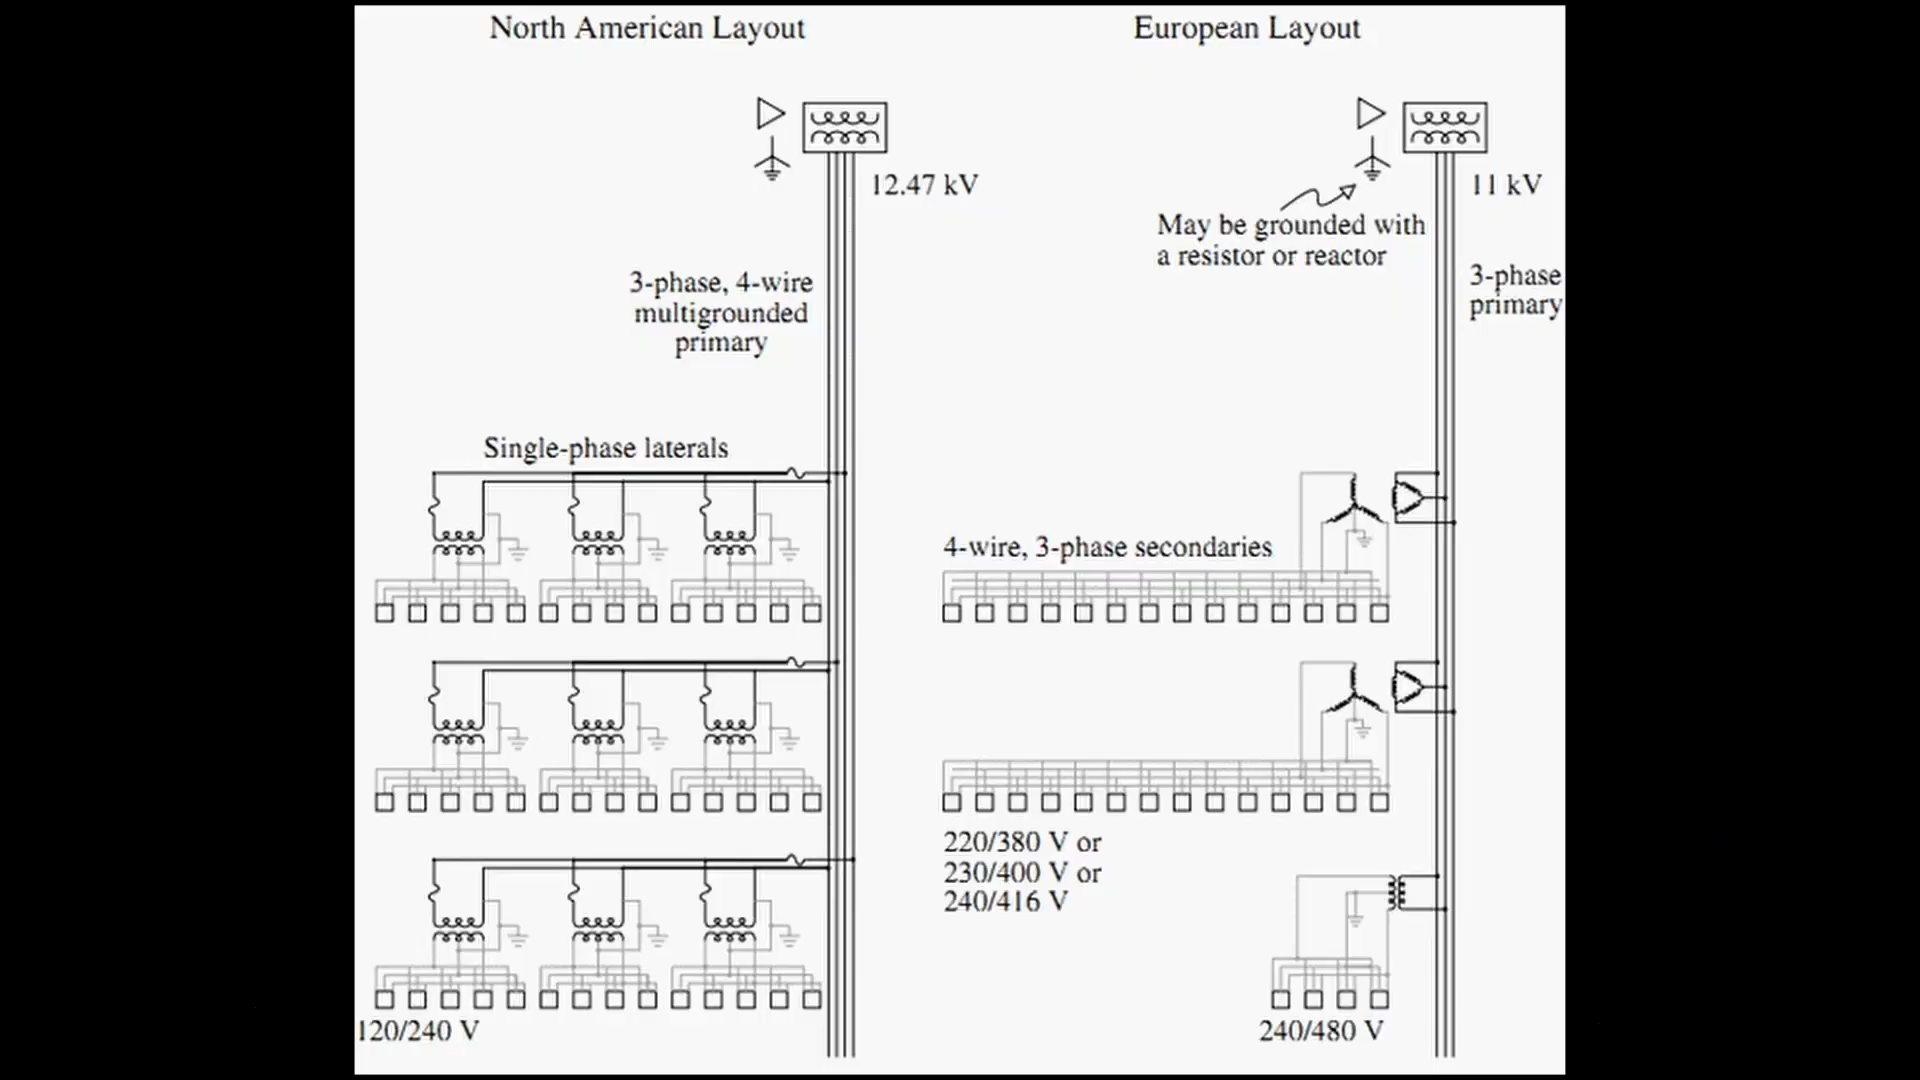 North American Layout
12.47 kV
3-phase, 4-wire
multigrounded
primary
Single-phase laterals
120/240 V
European Layout
11 kV
May be grounded with
a resistor or reactor
3-phase
primary
4-wire, 3-phase secondaries
220/380 V or
230/400 V or
240/416 V
240/480 V